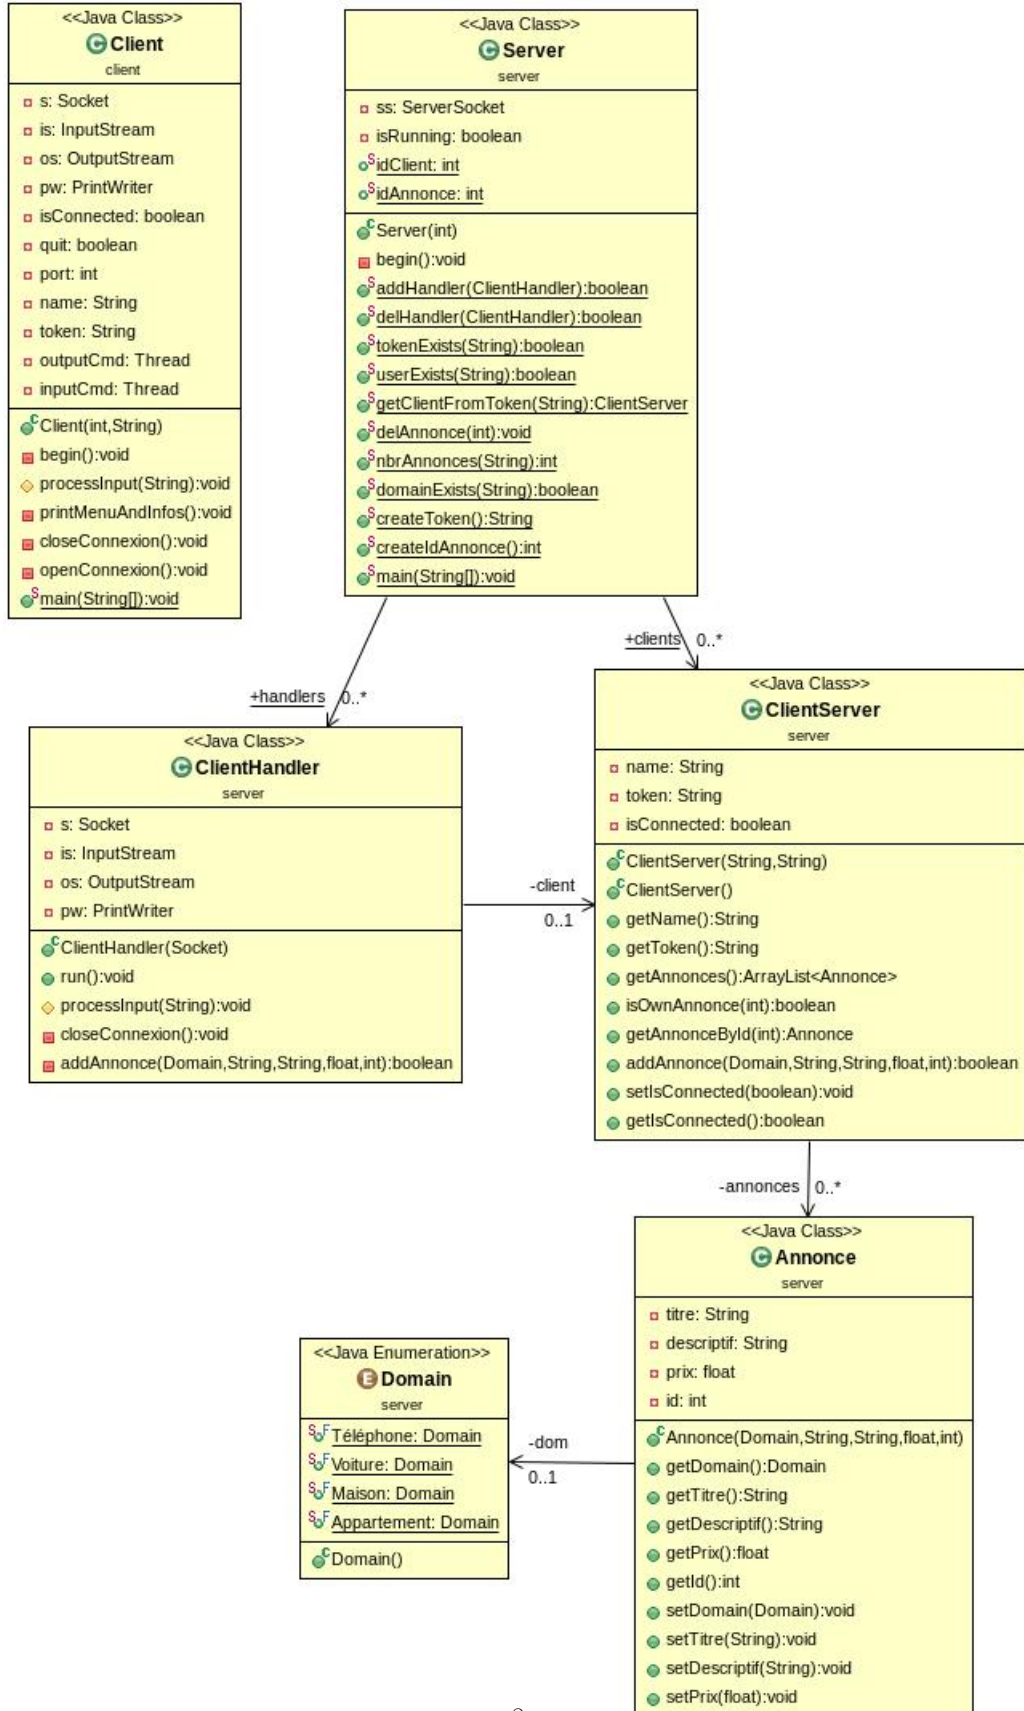 <<Java Class>>
Client
client
s: Socket
is: InputStream
os: OutputStream
pw: PrintWriter
isConnected: boolean
quit: boolean
port: int
name: String
token: String
outputCmd: Thread
inputCmd: Thread
Client(int,String)
begin():void
processInput(String):void
printMenuAndInfos():void
closeConnexion():void
openConnexion():void
main(String[]):void
<<Java Class>>
Server
server
ss: ServerSocket
isRunning: boolean
idClient: int
idAnnonce: int
Server(int)
begin():void
addHandler(ClientHandler):boolean
delHandler(ClientHandler):boolean
tokenExists(String):boolean
userExists(String):boolean
getClientFromToken(String):ClientServer
delAnnonce(int):void
nbrAnnonces(String):int
domainExists(String):boolean
createToken():String
createIdAnnonce():int
main(String[]):void
+handlers 0..*
+clients 0..*
<<Java Class>>
ClientHandler
server
s: Socket
is: InputStream
os: OutputStream
pw: PrintWriter
ClientHandler(Socket)
run():void
processInput(String):void
closeConnexion():void
addAnnonce(Domain,String,String,float,int):boolean
-client
0..1
<<Java Class>>
ClientServer
server
name: String
token: String
isConnected: boolean
ClientServer(String,String)
ClientServer()
getName():String
getToken():String
getAnnonces():ArrayList<Annonce>
isOwnAnnonce(int):boolean
getAnnonceById(int):Annonce
addAnnonce(Domain,String,String,float,int):boolean
setIsConnected(boolean):void
getIsConnected():boolean
-annonces 0..*
<<Java Class>>
Annonce
server
titre: String
descriptif: String
prix: float
id: int
Annonce(Domain,String,String,float,int)
getDomain():Domain
getTitre():String
getDescriptif():String
getPrix():float
getId():int
setDomain(Domain):void
setTitre(String):void
setDescriptif(String):void
setPrix(float):void
-dom
0..1
<<Java Enumeration>>
Domain
server
Téléphone: Domain
Voiture: Domain
Maison: Domain
Appartement: Domain
Domain()